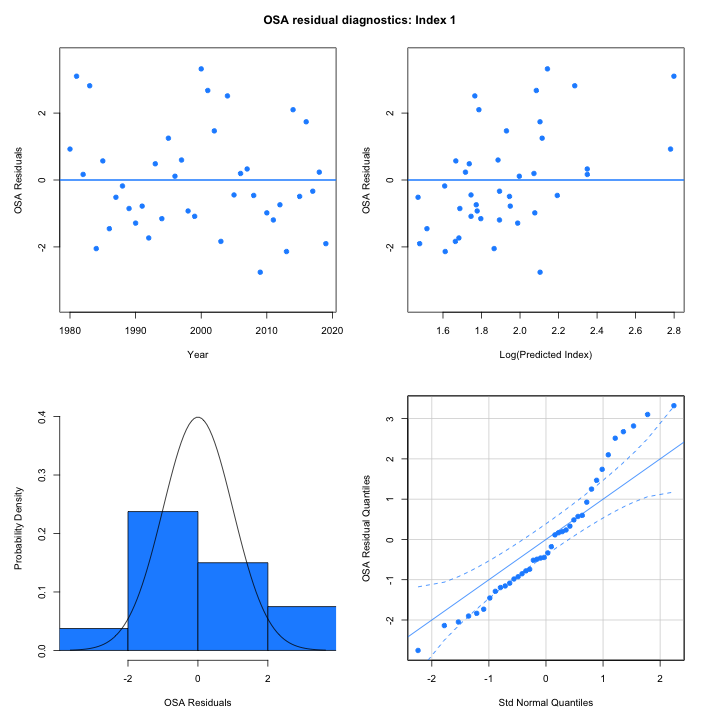 OSA residual diagnostics: Index 1
OSA Residuals
2
0
-2
1980 1990 2000 2010 2020
Year
OSA Residuals
2
0
-2
1.6 1.8 2.0 2.2 2.4 2.6 2.8
Log(Predicted Index)
Probability Density
0.4
0.3
0.2
0.1
0.0
-2 0 2
OSA Residuals
OSA Residual Quantiles
3
2
1
0
-1
-2
-2 -1 0 1 2
Std Normal Quantiles